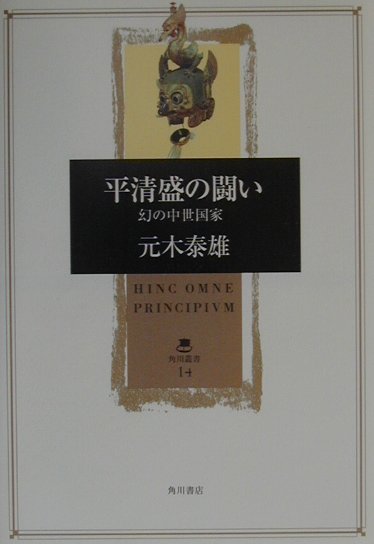 平清盛の闘い
幻の中世国家
元木泰雄
HINC OMNE
PRINCIPIVM
角川叢書
14
角川書店